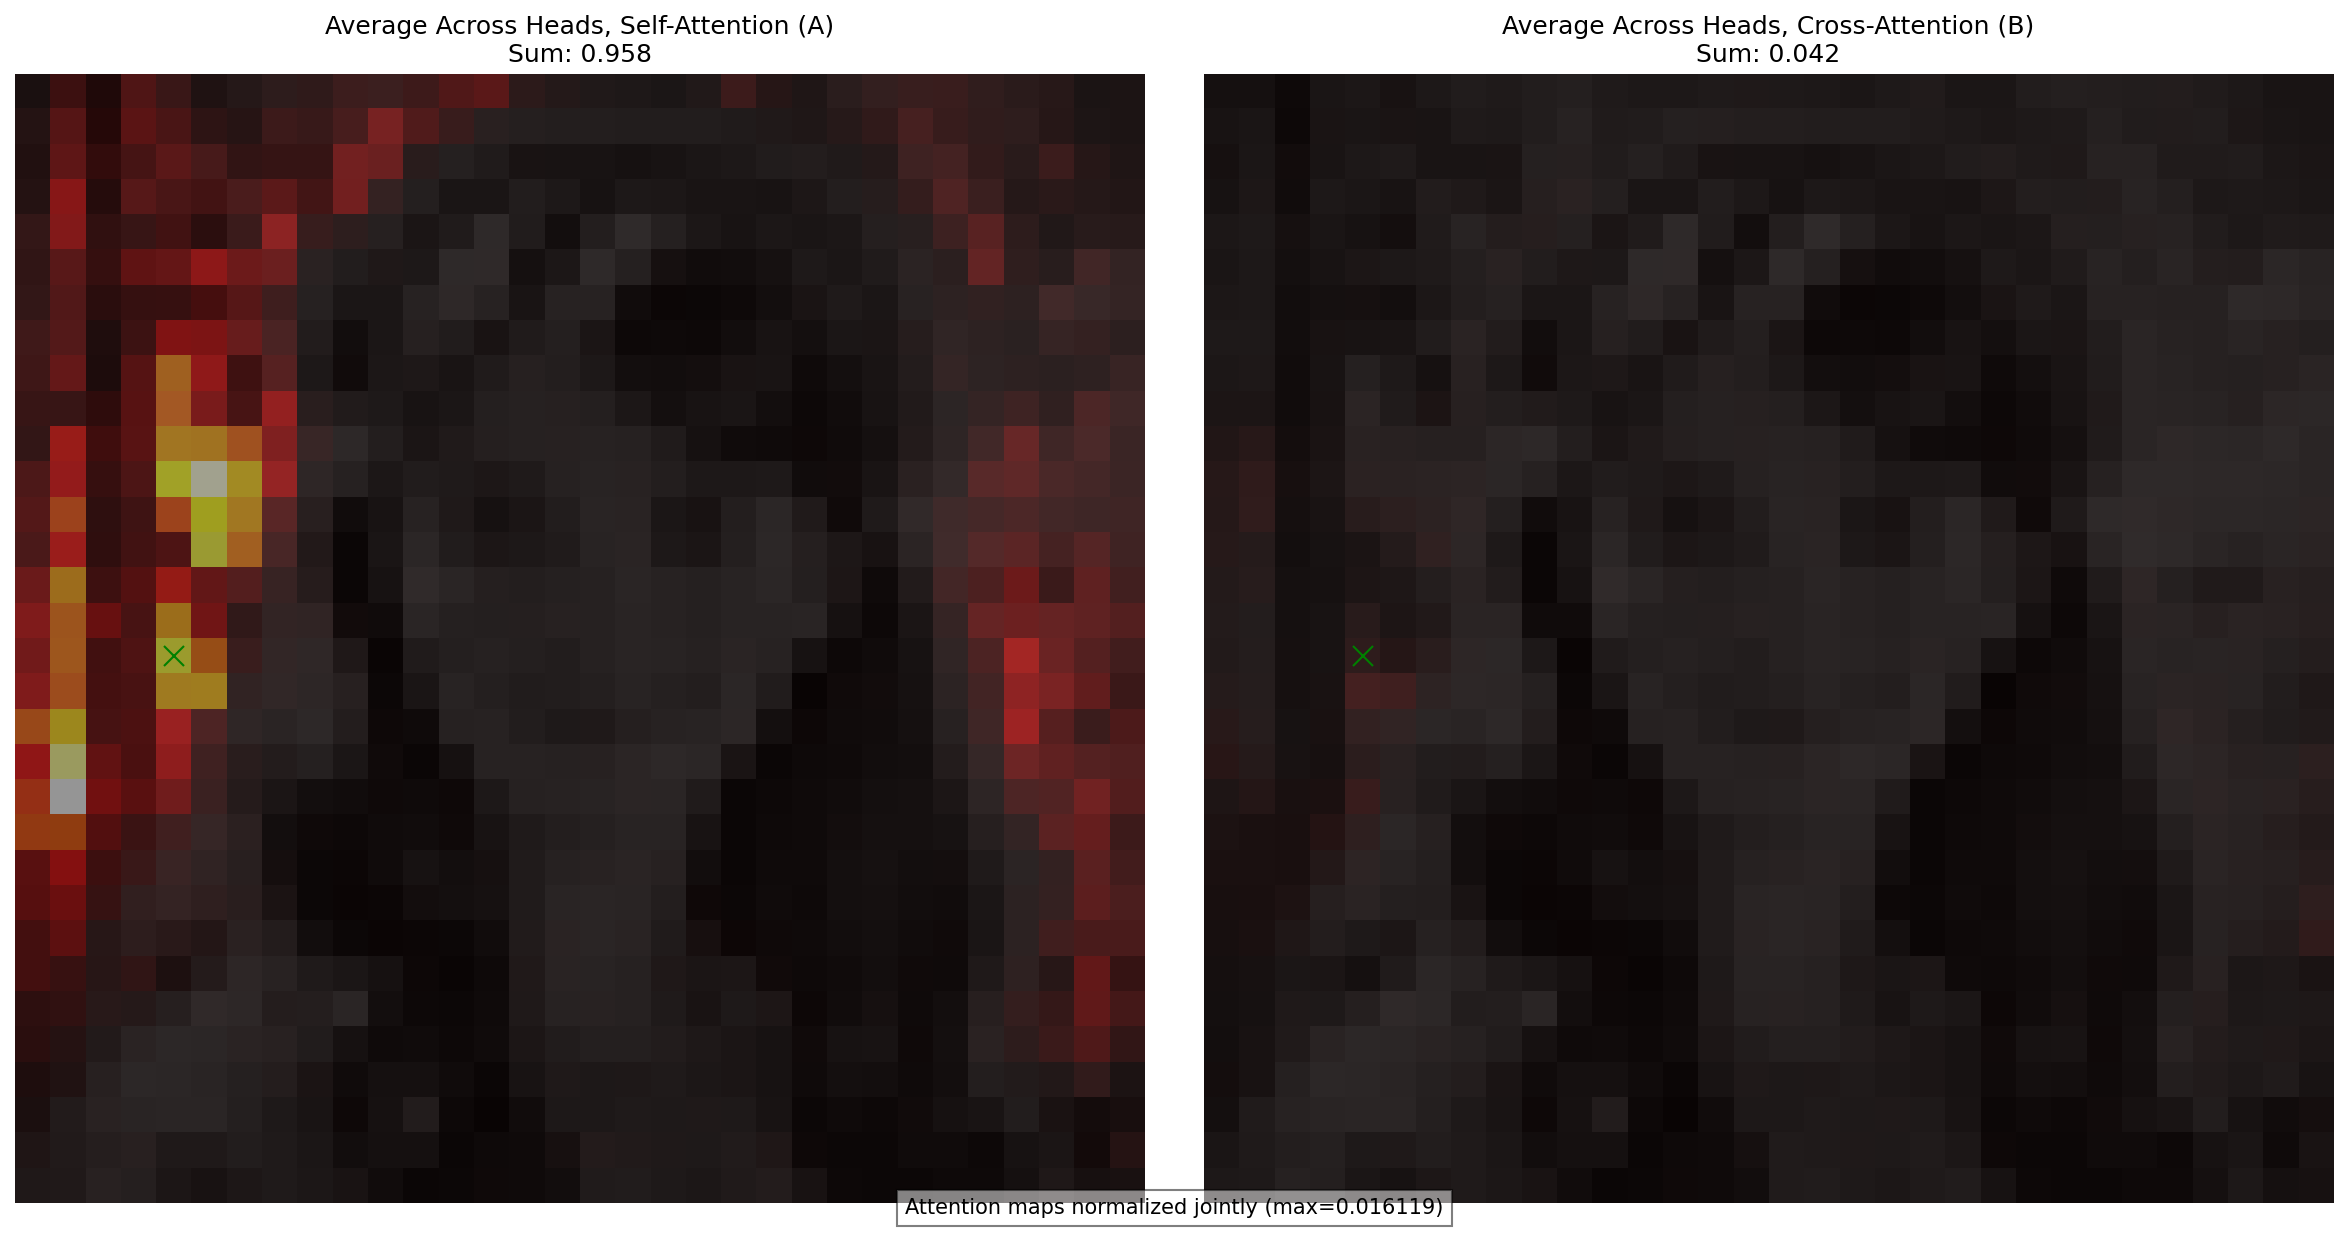 Average Across Heads, Self-Attention (A)
Sum: 0.958
Average Across Heads, Cross-Attention (B)
Sum: 0.042
Attention maps normalized jointly (max=0.016119)